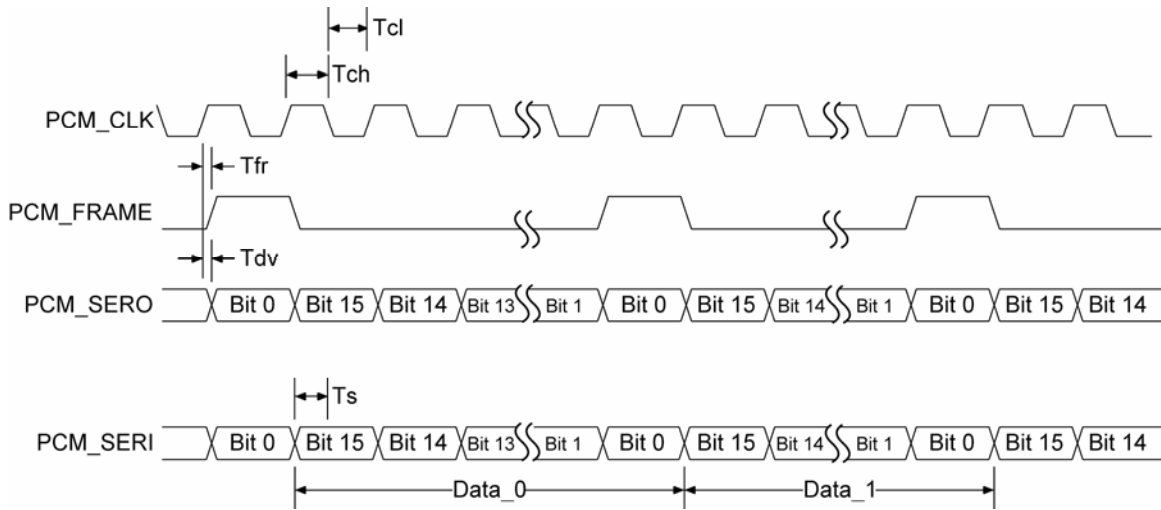 Tcl
Tch
PCM_CLK
Tfr
PCM_FRAME
Tdv
PCM_SERO Bit 0 Bit 15 Bit 14 Bit 13 Bit 1 Bit 0 Bit 15 Bit 14 Bit 1 Bit 0 Bit 15 Bit 14
Ts
PCM_SERI Bit 0 Bit 15 Bit 14 Bit 13 Bit 1 Bit 0 Bit 15 Bit 14 Bit 1 Bit 0 Bit 15 Bit 14
Data_0 Data_1